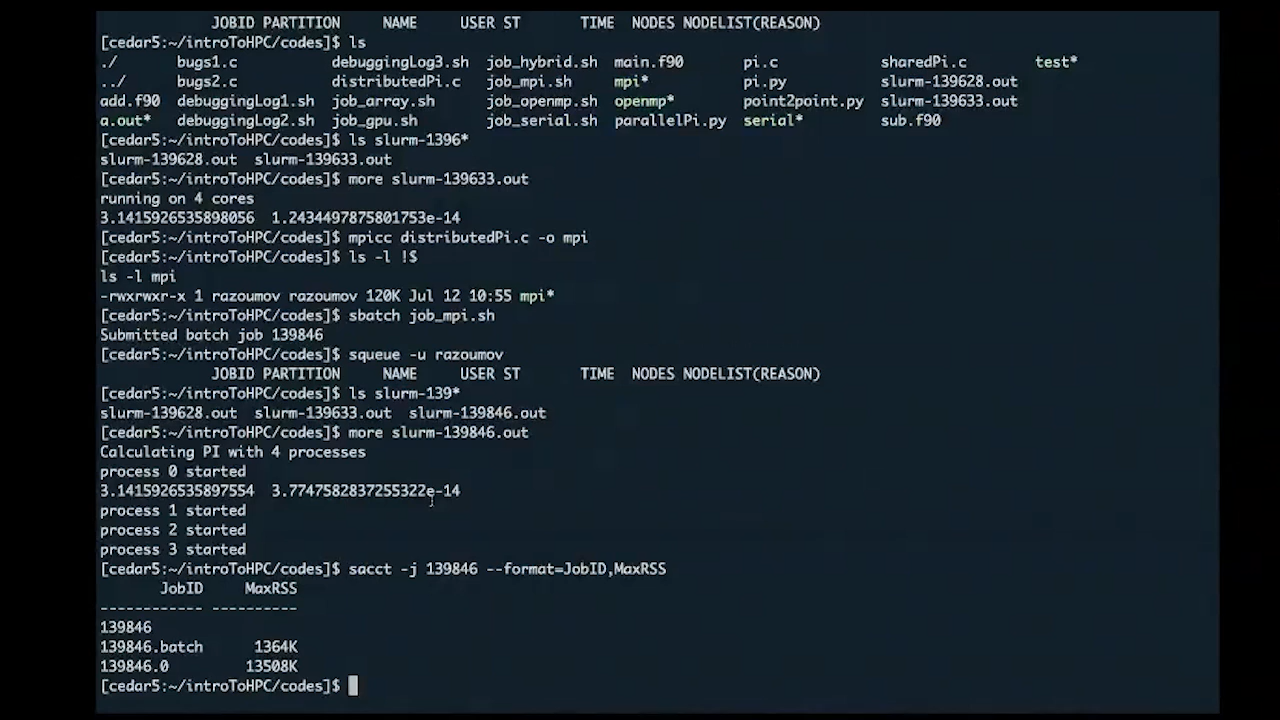 JOBID PARTITION NAME USER ST TIME NODES NODELIST(REASON)
[cedar5:~/introToHPC/codes]$ ls
./ bugs1.c debuggingLog3.sh job_hybrid.sh main.f90 pi.c sharedPi.c test*
../ bugs2.c distributedPi.c job_mpi.sh mpi* pi.py slurm-139628.out
add.f90 debuggingLog1.sh job_array.sh job_openmp.sh openmp* point2point.py slurm-139633.out
a.out* debuggingLog2.sh job_gpu.sh job_serial.sh parallelPi.py serial* sub.f90
[cedar5:~/introToHPC/codes]$ ls slurm-1396*
slurm-139628.out slurm-139633.out
[cedar5:~/introToHPC/codes]$ more slurm-139633.out
running on 4 cores
3.1415926535898056 1.2434497875801753e-14
[cedar5:~/introToHPC/codes]$ mpicc distributedPi.c -o mpi
[cedar5:~/introToHPC/codes]$ ls -l !$
ls -l mpi
-rwxrwxr-x 1 razoumov razoumov 120K Jul 12 10:55 mpi*
[cedar5:~/introToHPC/codes]$ sbatch job_mpi.sh
Submitted batch job 139846
[cedar5:~/introToHPC/codes]$ squeue -u razoumov
JOBID PARTITION NAME USER ST TIME NODES NODELIST(REASON)
[cedar5:~/introToHPC/codes]$ ls slurm-139*
slurm-139628.out slurm-139633.out slurm-139846.out
[cedar5:~/introToHPC/codes]$ more slurm-139846.out
Calculating PI with 4 processes
process 0 started
3.1415926535897554 3.7747582837255322e-14
process 1 started
process 2 started
process 3 started
[cedar5:~/introToHPC/codes]$ sacct -j 139846 --format=JobID,MaxRSS
JobID MaxRSS
------------ ----------
139846
139846.batch 1364K
139846.0 13508K
[cedar5:~/introToHPC/codes]$